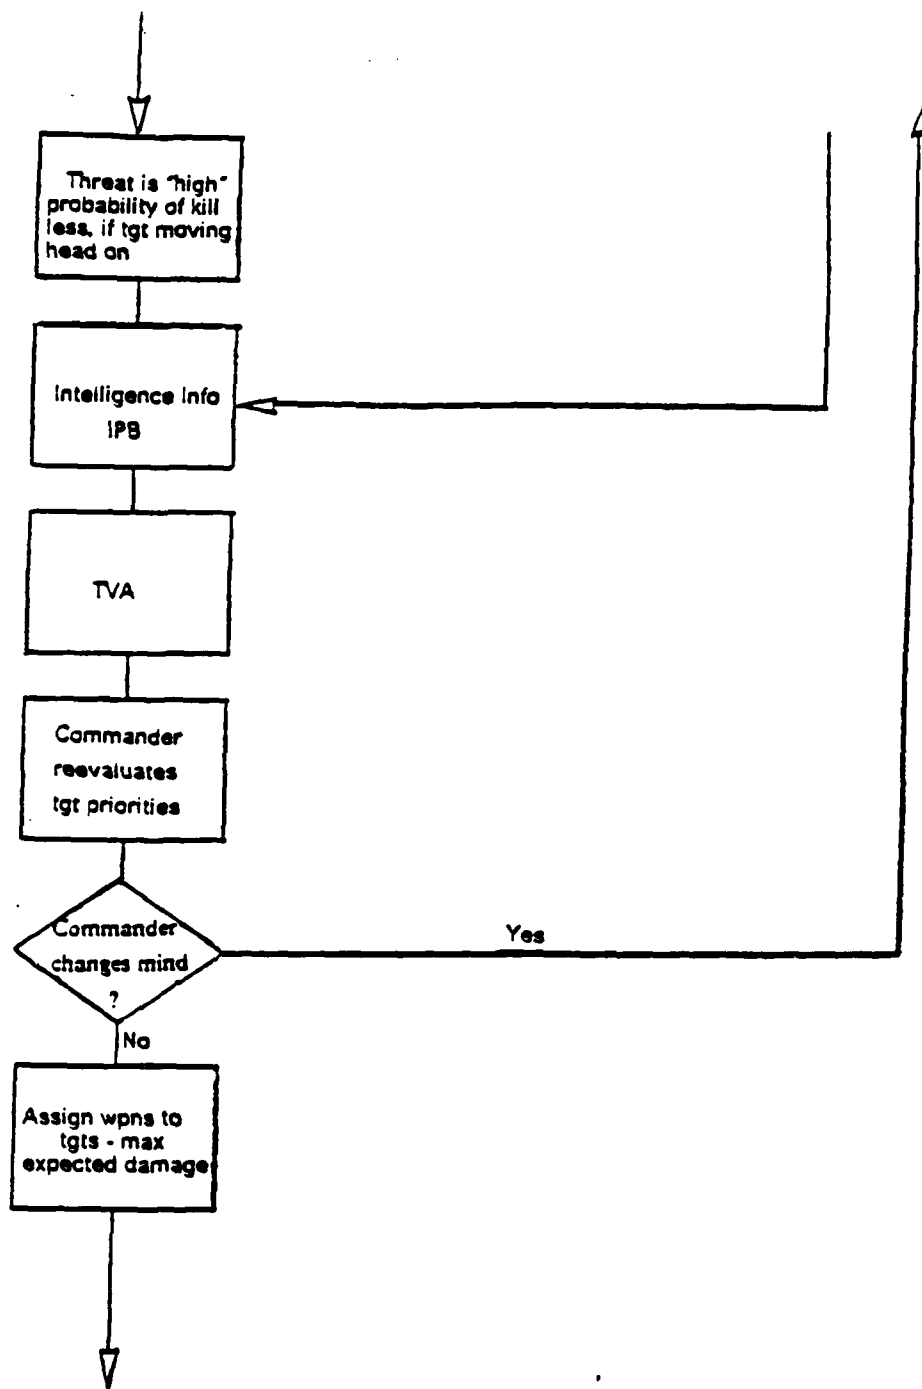 Threat is "high"
probability of kill
less, if tgt moving
head on
Intelligence Info
IPB
TVA
Commander
reevaluates
tgt priorities
Commander
changes mind
?
Yes
No
Assign wpns to
tgts - max
expected damage